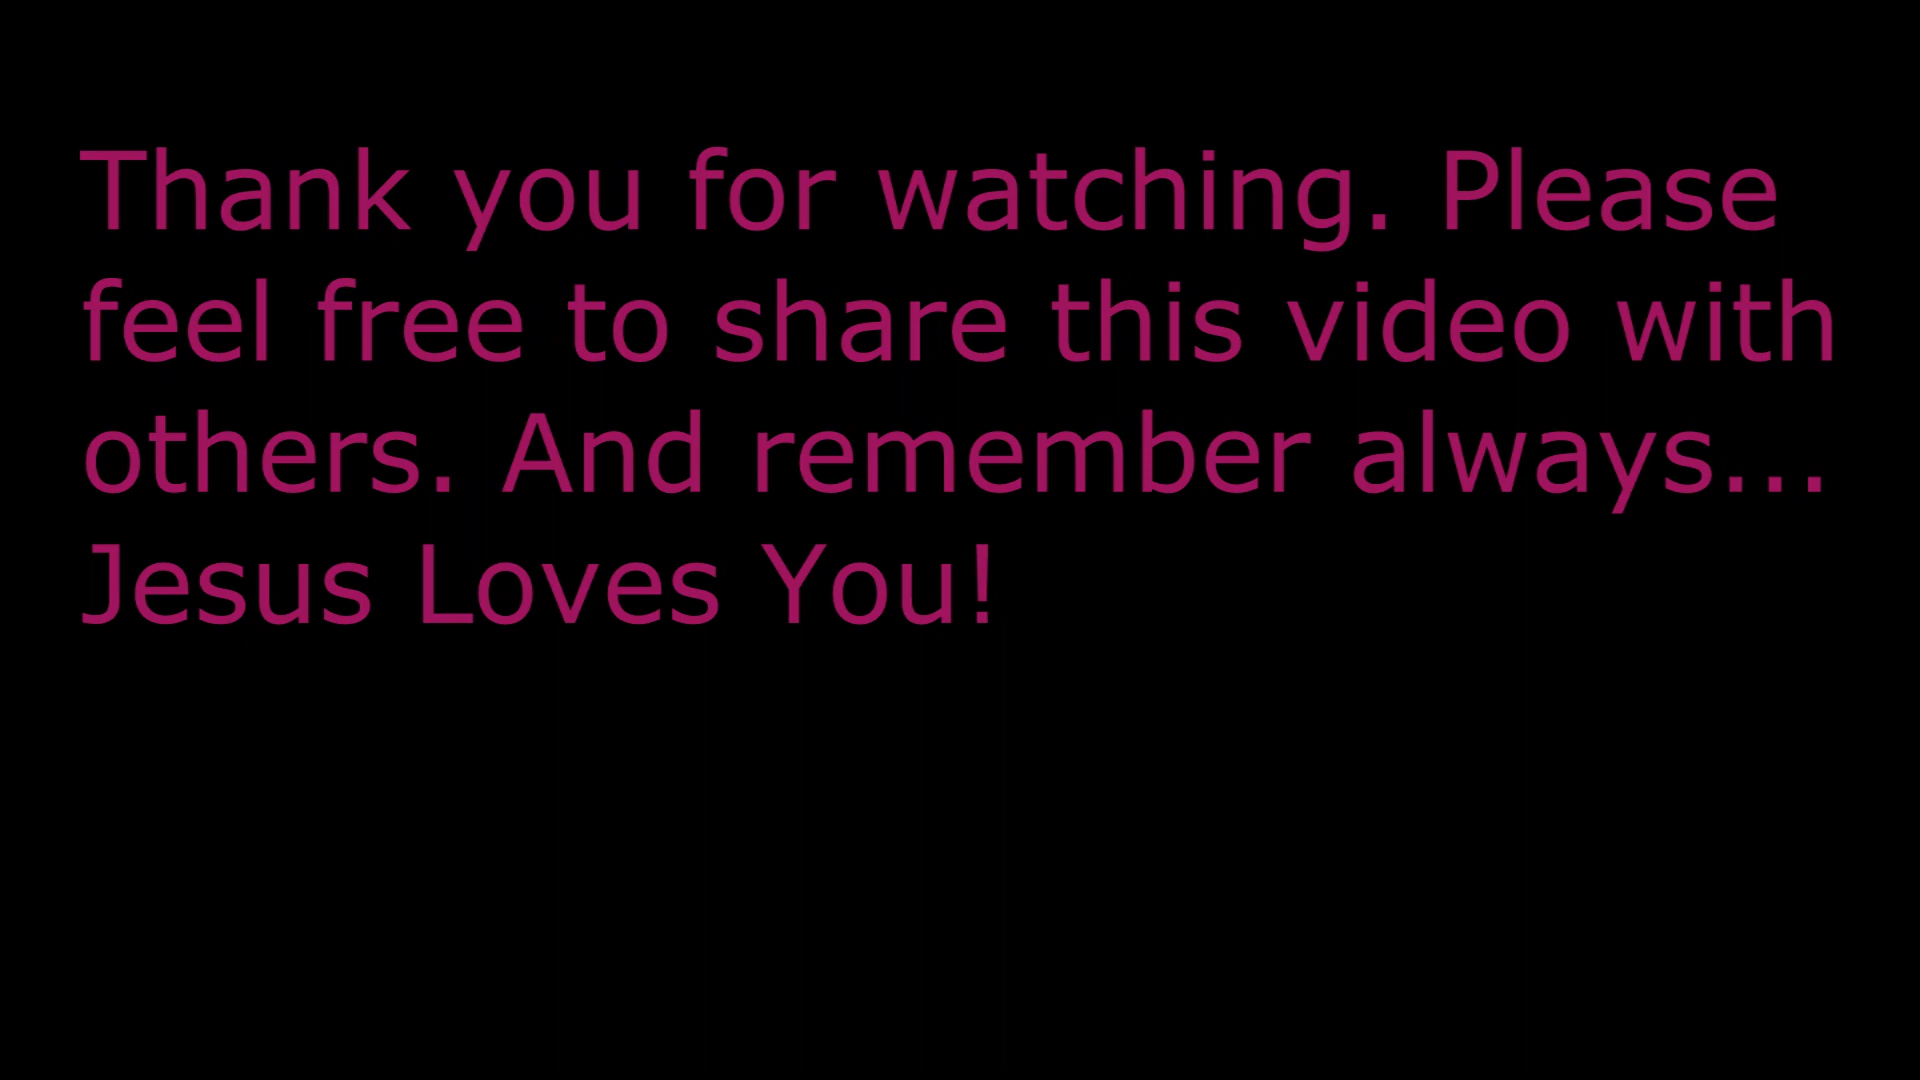 Thank you for watching. Please
feel free to share this video with
others. And remember always...
Jesus Loves You!